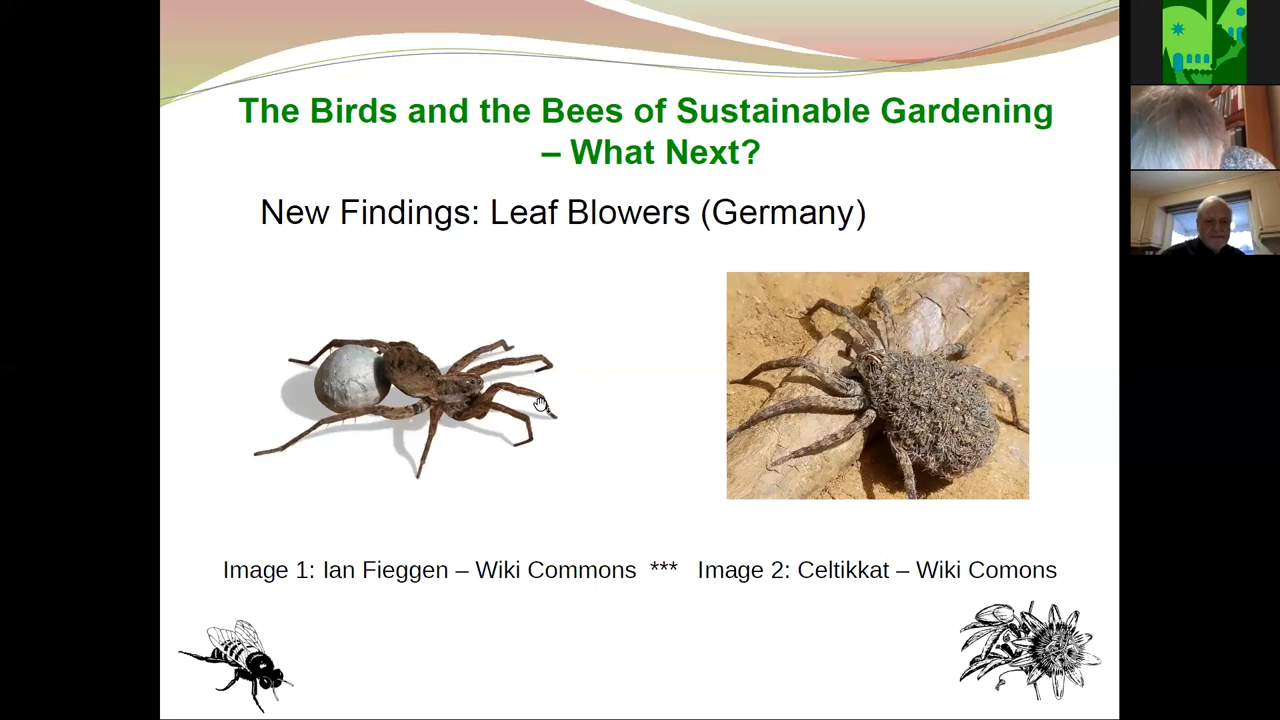 The Birds and the Bees of Sustainable Gardening
– What Next?
New Findings: Leaf Blowers (Germany)
Image 1: Ian Fieggen – Wiki Commons *** Image 2: Celtikkat – Wiki Comons